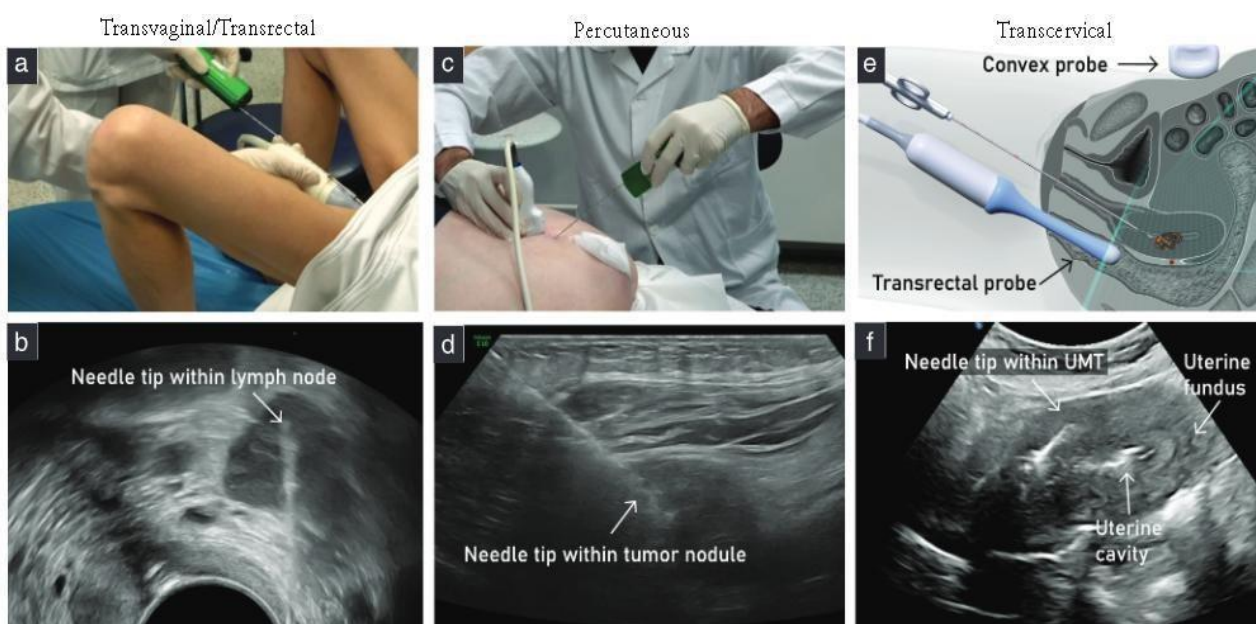 Transvaginal/Transrectal
Percutaneous
Transcervical
a
c
e
Convex probe
Transrectal probe
b
Needle tip within lymph node
d
Needle tip within tumor nodule
f
Needle tip within UMT
Uterine
fundus
Uterine
cavity